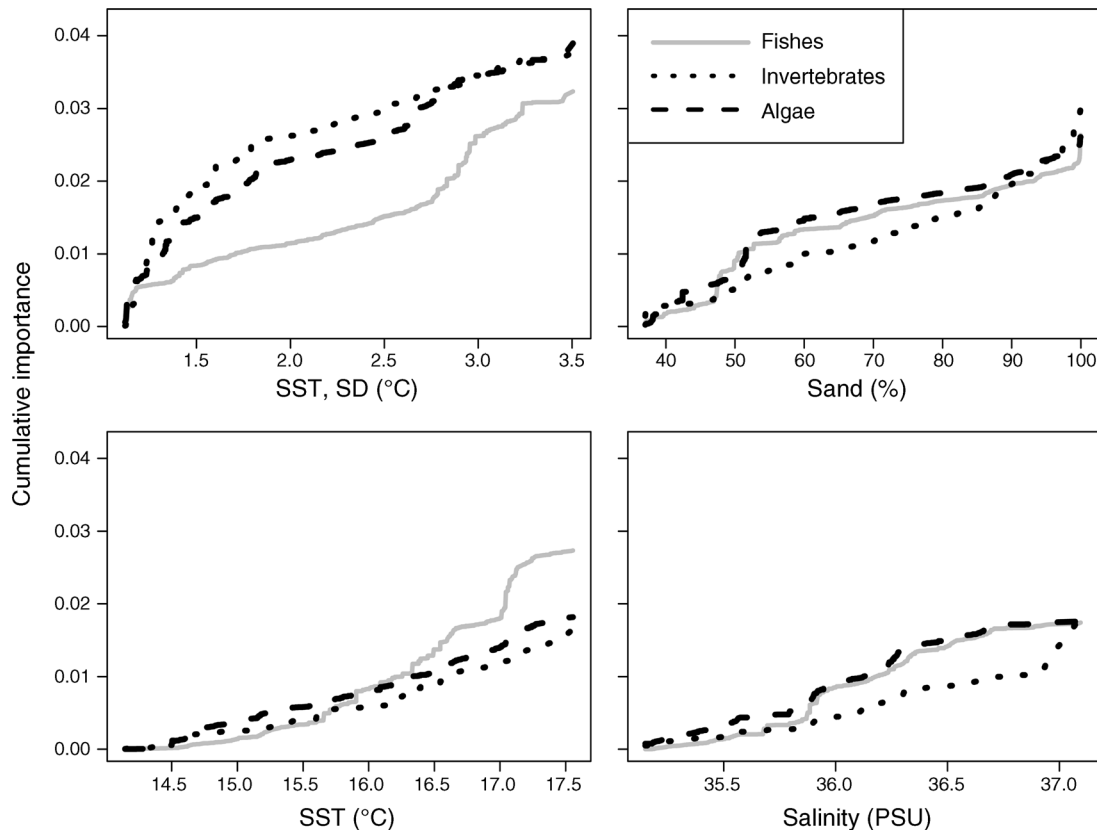 Cumulative importance
0.04
0.03
0.02
0.01
0.00
1.5 2.0 2.5 3.0 3.5
SST, SD (°C)
Fishes
Invertebrates
Algae
40 50 60 70 80 90 100
Sand (%)
0.04
0.03
0.02
0.01
0.00
14.5 15.0 15.5 16.0 16.5 17.0 17.5
SST (°C)
35.5 36.0 36.5 37.0
Salinity (PSU)